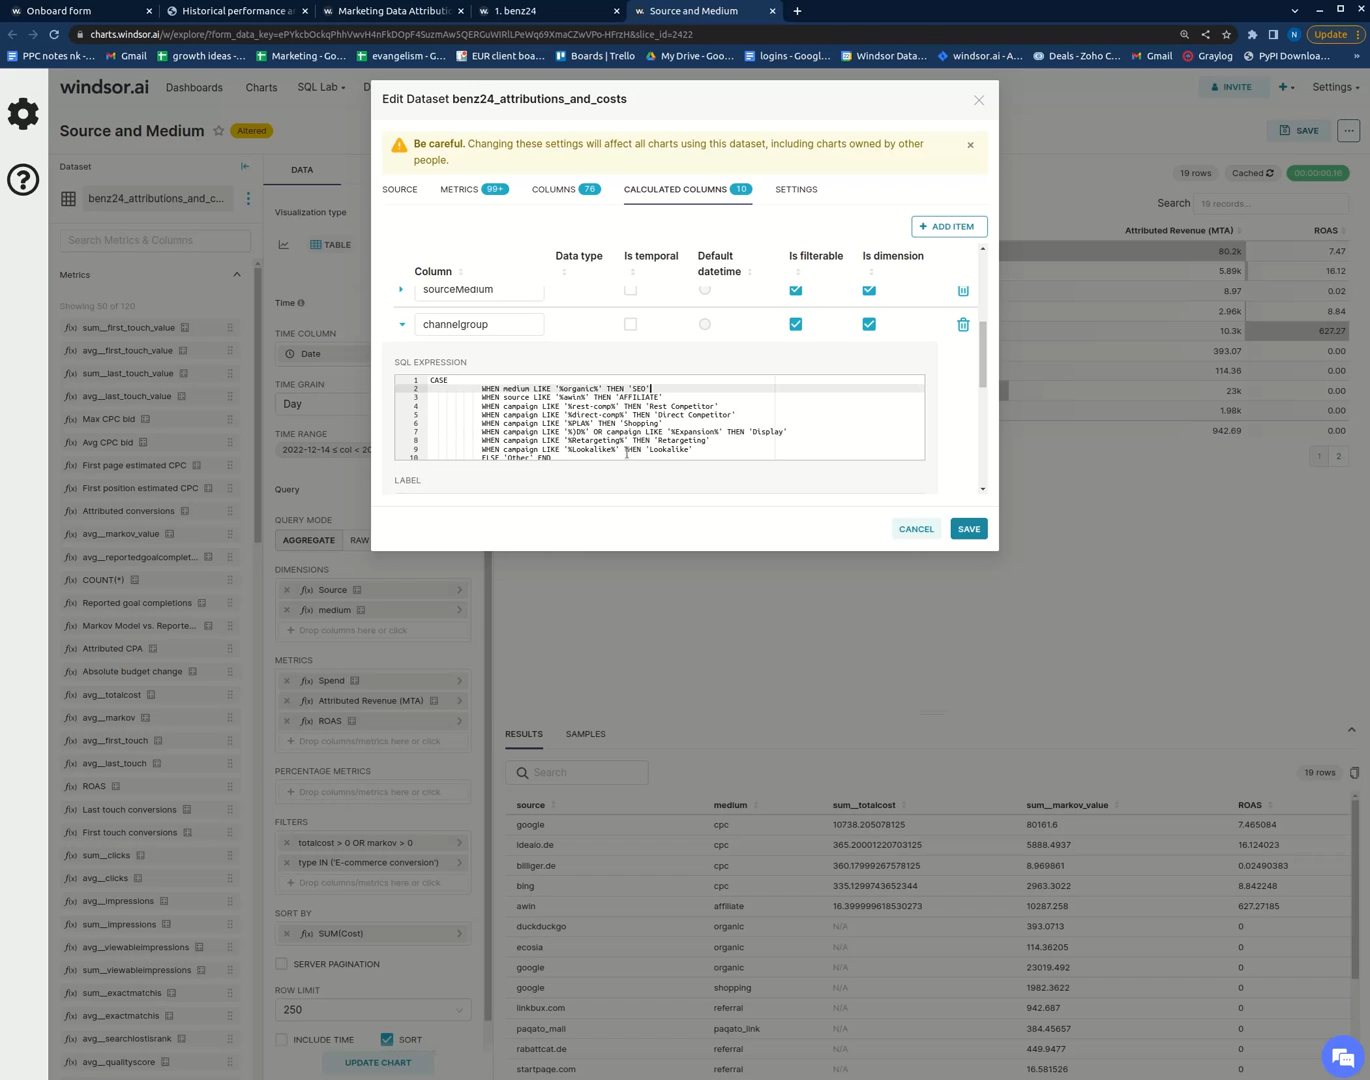 Onboard form
Historical performance a
Marketing Data Attributio
1. benz24
Source and Medium
charts.windsor.ai/w/explore/?form_data_key=ePYkcbOckqPhhVwvH4nFkDOpF4SuzmAw5QERGuWIRlLPeWq69XmaCZwVPo-HFrzH&slice_id=2422
Update
PPC notes nk -...
Gmail
growth ideas -...
Marketing - Go...
evangelism - G...
EUR client boa...
Boards | Trello
My Drive - Goo...
logins - Googl...
Windsor Data...
windsor.ai - A...
Deals - Zoho C...
Gmail
Graylog
PyPI Downloa...
windsor.ai
Dashboards
Charts
SQL Lab
INVITE
Settings
Source and Medium
Altered
SAVE
Edit Dataset benz24_attributions_and_costs
Be careful. Changing these settings will affect all charts using this dataset, including charts owned by other
people.
SOURCE
METRICS 99+
COLUMNS 76
CALCULATED COLUMNS 10
SETTINGS
+ ADD ITEM
Column
Data type
Is temporal
Default
datetime
Is filterable
Is dimension
sourceMedium
channelgroup
SQL EXPRESSION
1 CASE
2 WHEN medium LIKE '%organic%' THEN 'SEO'
3 WHEN source LIKE '%awin%' THEN 'AFFILIATE'
4 WHEN campaign LIKE '%rest-comp%' THEN 'Rest Competitor'
5 WHEN campaign LIKE '%direct-comp%' THEN 'Direct Competitor'
6 WHEN campaign LIKE '%PLA%' THEN 'Shopping'
7 WHEN campaign LIKE '%)D%' OR campaign LIKE '%Expansion%' THEN 'Display'
8 WHEN campaign LIKE '%Retargeting%' THEN 'Retargeting'
9 WHEN campaign LIKE '%Lookalike%' THEN 'Lookalike'
10 ELSE 'Other' END
LABEL
CANCEL
SAVE
Dataset
benz24_attributions_and_c...
Search Metrics & Columns
Metrics
Showing 50 of 120
f(x) sum__first_touch_value
f(x) avg__first_touch_value
f(x) sum__last_touch_value
f(x) avg__last_touch_value
f(x) Max CPC bid
f(x) Avg CPC bid
f(x) First page estimated CPC
f(x) First position estimated CPC
f(x) Attributed conversions
f(x) avg__markov_value
f(x) avg__reportedgoalcomplet...
f(x) COUNT(*)
f(x) Reported goal completions
f(x) Markov Model vs. Reporte...
f(x) Attributed CPA
f(x) Absolute budget change
f(x) avg__totalcost
f(x) avg__markov
f(x) avg__first_touch
f(x) avg__last_touch
f(x) ROAS
f(x) Last touch conversions
f(x) First touch conversions
f(x) sum__clicks
f(x) avg__clicks
f(x) avg__impressions
f(x) sum__impressions
f(x) avg__viewableimpressions
f(x) sum__viewableimpressions
f(x) sum__exactmatchis
f(x) avg__exactmatchis
f(x) avg__searchlostisrank
f(x) sum__searchlostisrank
f(x) avg__qualityscore
DATA
Visualization type
TABLE
Time
TIME COLUMN
Date
TIME GRAIN
Day
TIME RANGE
2022-12-14 ≤ col < 20
Query
QUERY MODE
AGGREGATE
RAW
DIMENSIONS
f(x) Source
f(x) medium
+ Drop columns here or click
METRICS
f(x) Spend
f(x) Attributed Revenue (MTA)
f(x) ROAS
+ Drop columns/metrics here or click
PERCENTAGE METRICS
+ Drop columns/metrics here or click
FILTERS
totalcost > 0 OR markov > 0
type IN ('E-commerce conversion')
+ Drop columns/metrics here or click
SORT BY
f(x) SUM(Cost)
SERVER PAGINATION
ROW LIMIT
250
INCLUDE TIME
SORT
UPDATE CHART
19 rows
Cached
00:00:00.16
Search
19 records...
Attributed Revenue (MTA)
ROAS
80.2k 7.47
5.89k 16.12
8.97 0.02
2.96k 8.84
10.3k 627.27
393.07 0.00
114.36 0.00
23k 0.00
1.98k 0.00
942.69 0.00
1 2
RESULTS
SAMPLES
Search
19 rows
source medium sum__totalcost sum__markov_value ROAS
google cpc 10738.205078125 80161.6 7.465084
idealo.de cpc 365.20001220703125 5888.4937 16.124023
billiger.de cpc 360.17999267578125 8.969861 0.02490383
bing cpc 335.1299743652344 2963.3022 8.842248
awin affiliate 16.399999618530273 10287.258 627.27185
duckduckgo organic N/A 393.0713 0
ecosia organic N/A 114.36205 0
google organic N/A 23019.492 0
google shopping N/A 1982.3622 0
linkbux.com referral N/A 942.687 0
paqato_mail paqato_link N/A 384.45657 0
rabattcat.de referral N/A 449.9477 0
startpage.com referral N/A 16.581526 0